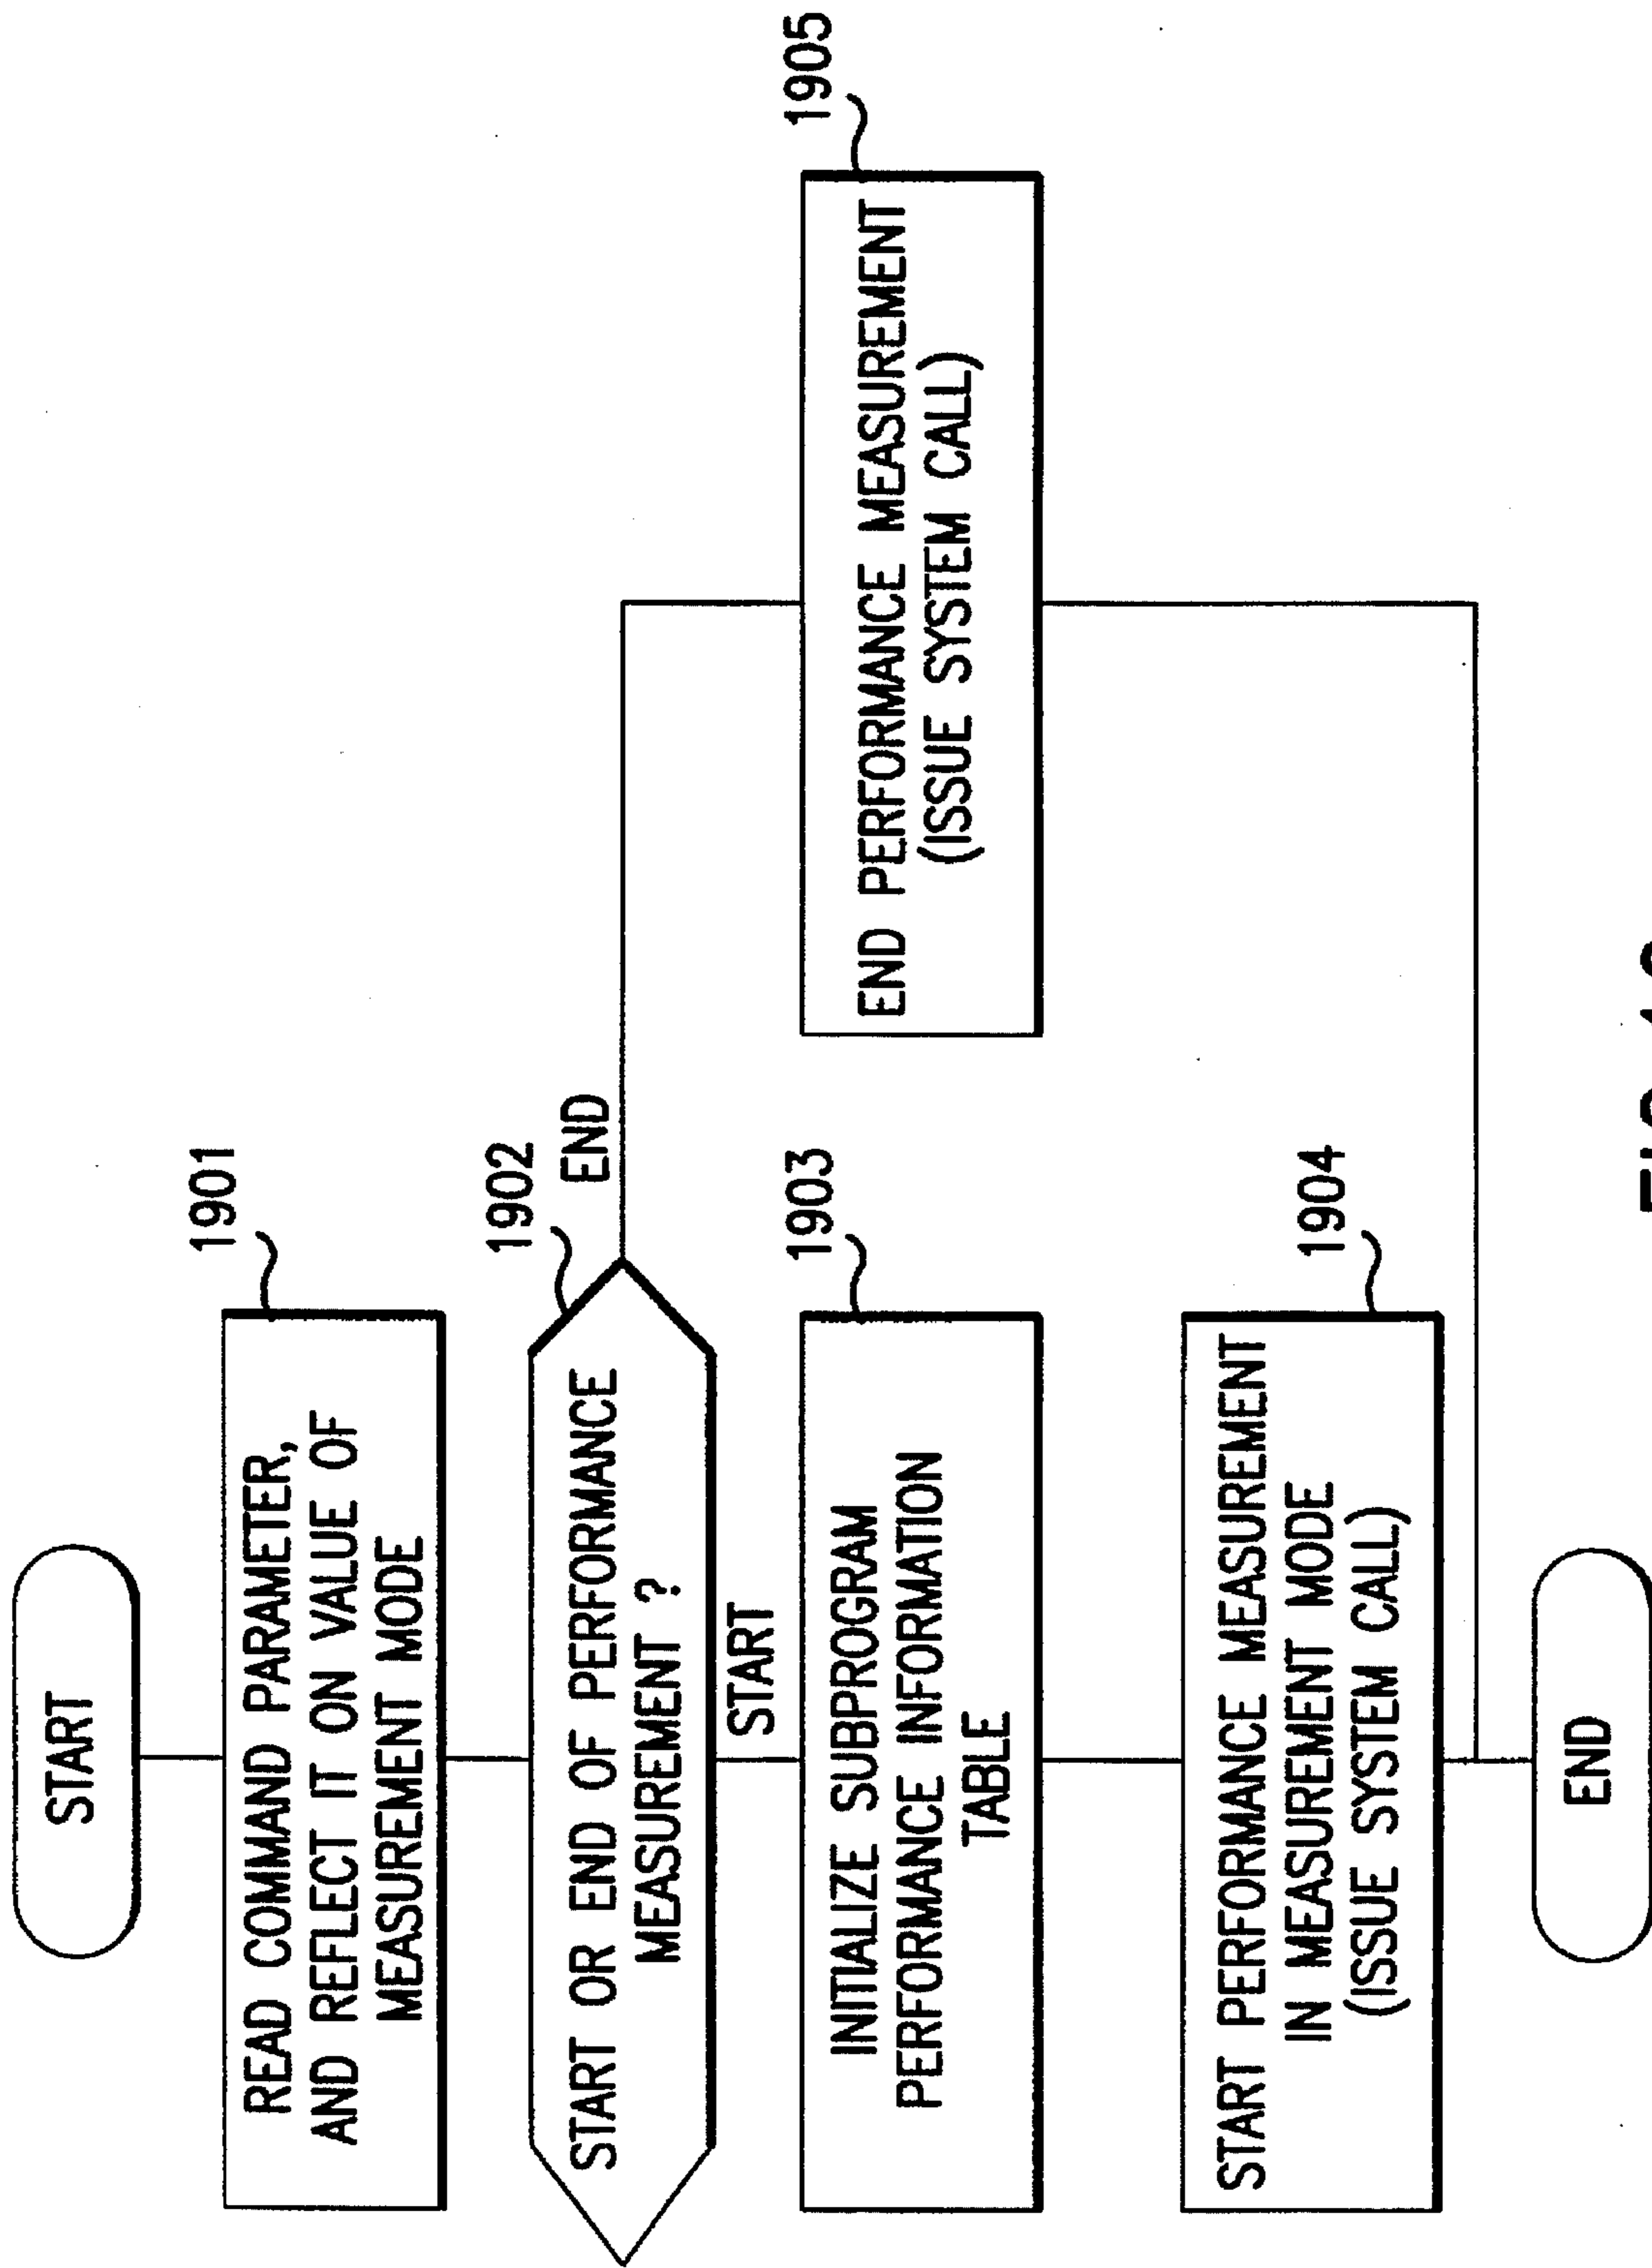 START
1901
READ COMMAND PARAMETER,
AND REFLECT IT ON VALUE OF
MEASUREMENT MODE
1902
START OR END OF PERFORMANCE
MEASUREMENT ?
END
START
1903
INITIALIZE SUBPROGRAM
PERFORMANCE INFORMATION
TABLE
1905
END PERFORMANCE MEASUREMENT
(ISSUE SYSTEM CALL)
1904
START PERFORMANCE MEASUREMENT
IN MEASUREMENT MODE
(ISSUE SYSTEM CALL)
END